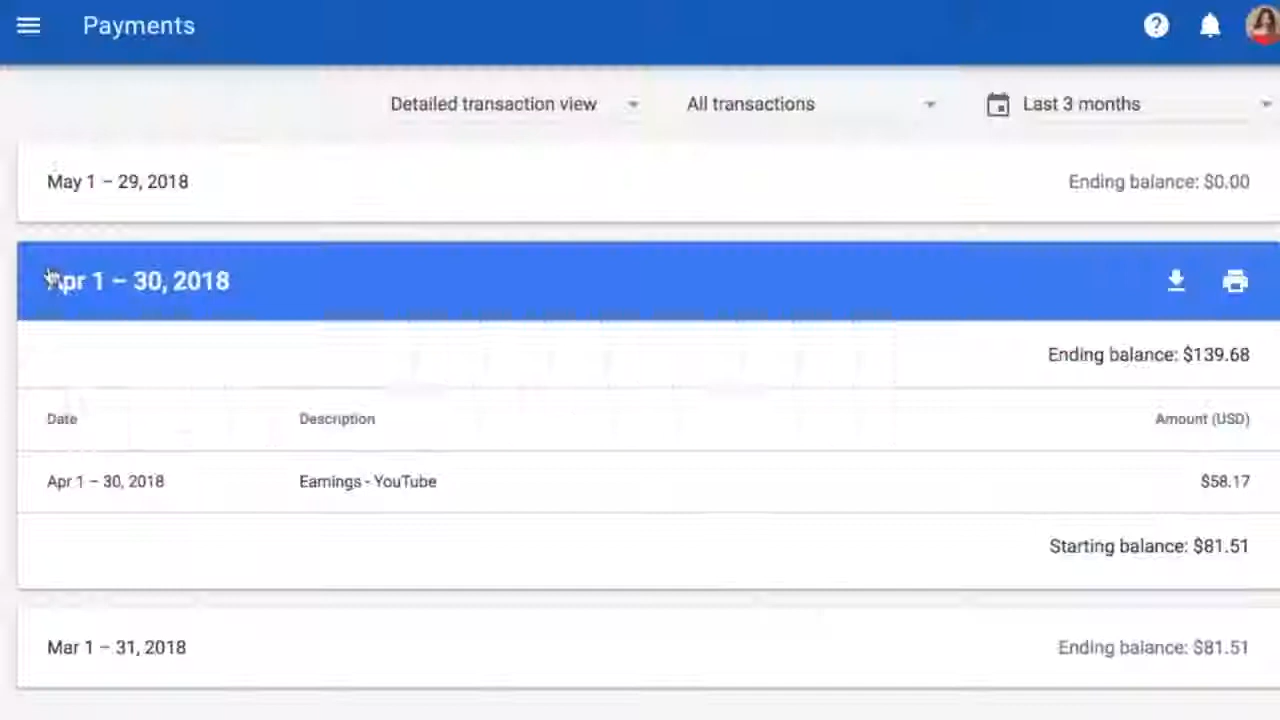 Payments
Detailed transaction view All transactions Last 3 months
May 1 – 29, 2018 Ending balance: $0.00
Apr 1 – 30, 2018
Ending balance: $139.68
Date Description Amount (USD)
Apr 1 – 30, 2018 Earnings - YouTube $58.17
Starting balance: $81.51
Mar 1 – 31, 2018 Ending balance: $81.51